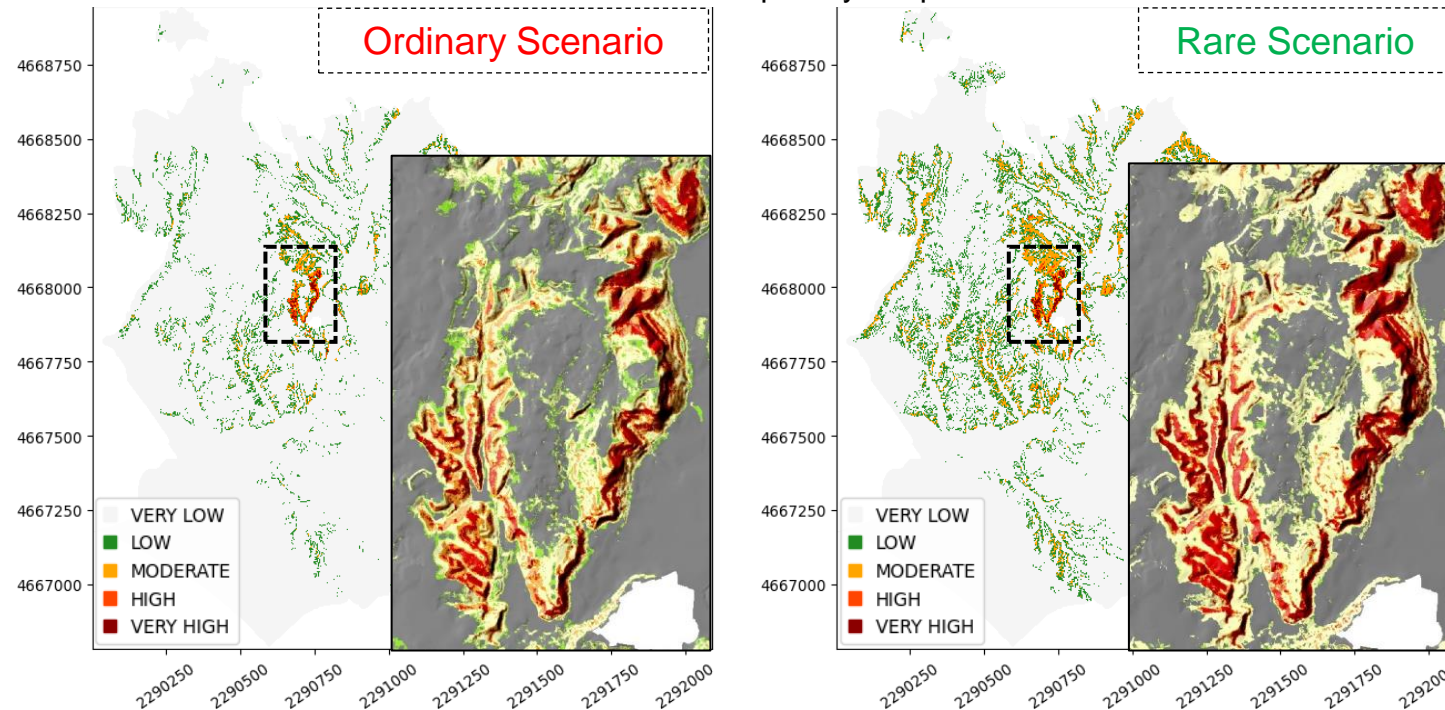 Ordinary Scenario
4668750
4668500
4668250
4668000
4667750
4667500
4667250
4667000
VERY LOW
LOW
MODERATE
HIGH
VERY HIGH
2290250
2290500
2290750
2291000
2291250
2291500
2291750
2292000
Rare Scenario
4668750
4668500
4668250
4668000
4667750
4667500
4667250
4667000
VERY LOW
LOW
MODERATE
HIGH
VERY HIGH
2290250
2290500
2290750
2291000
2291250
2291500
2291750